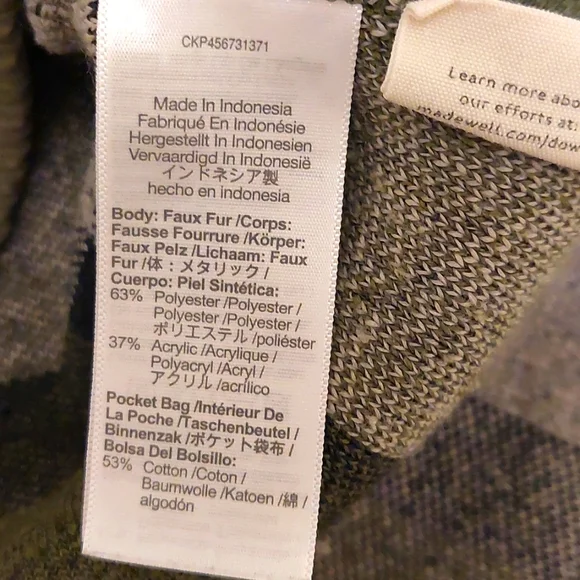 CKP456731371
Made In Indonesia
Fabriqué En Indonésie
Hergestellt In Indonesien
Vervaardigd In Indonesië
インドネシア製
hecho en indonesia
Body: Faux Fur /Corps:
Fausse Fourrure /Körper:
Faux Pelz /Lichaam: Faux
Fur /体：メタリック /
Cuerpo: Piel Sintética:
63% Polyester /Polyester /
Polyester /Polyester /
ポリエステル /poliéster
37% Acrylic /Acrylique /
Polyacryl /Acryl /
アクリル /acrílico
Pocket Bag /Intérieur De
La Poche /Taschenbeutel /
Binnenzak /ポケット袋布 /
Bolsa Del Bolsillo:
53% Cotton /Coton /
Baumwolle /Katoen /綿 /
algodón
Learn more abo
our efforts at
madewell.com/dow